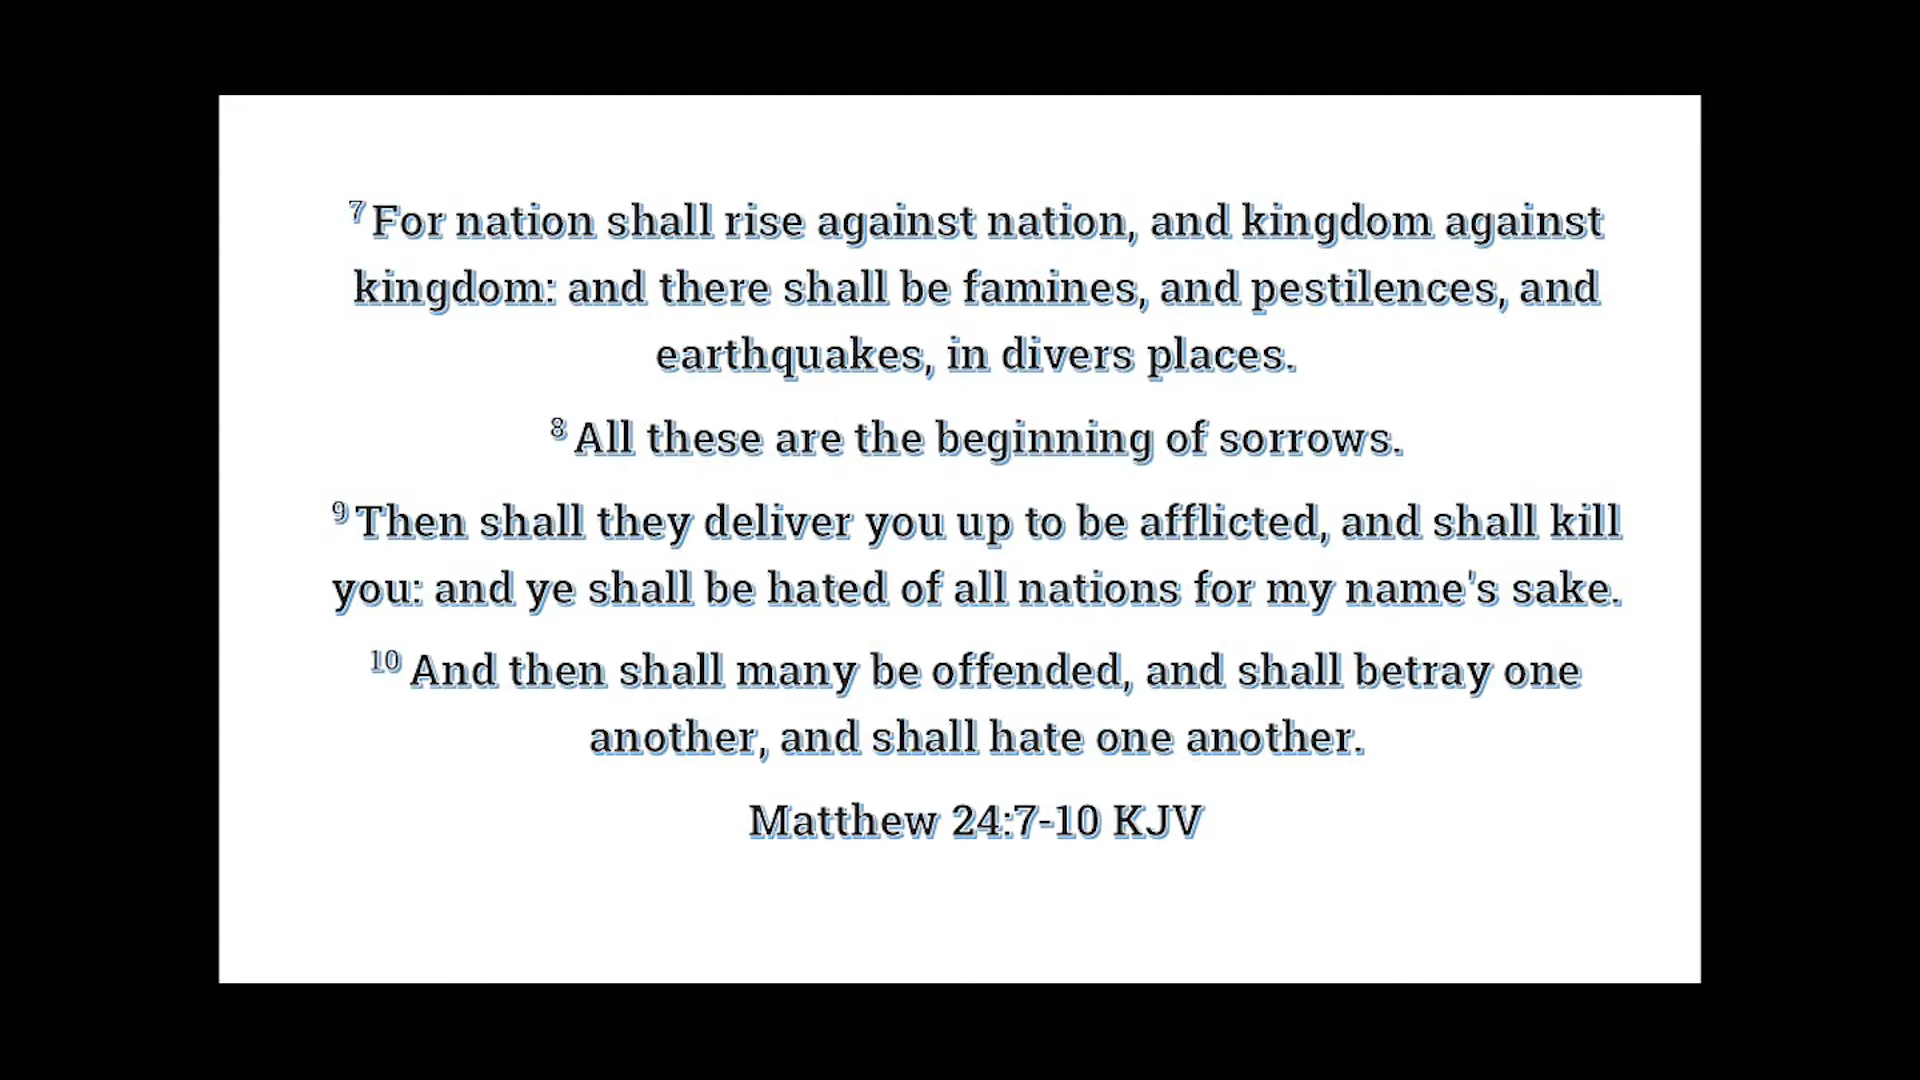 7 For nation shall rise against nation, and kingdom against
kingdom: and there shall be famines, and pestilences, and
earthquakes, in divers places.
8 All these are the beginning of sorrows.
9 Then shall they deliver you up to be afflicted, and shall kill
you: and ye shall be hated of all nations for my name's sake.
10 And then shall many be offended, and shall betray one
another, and shall hate one another.
Matthew 24:7-10 KJV